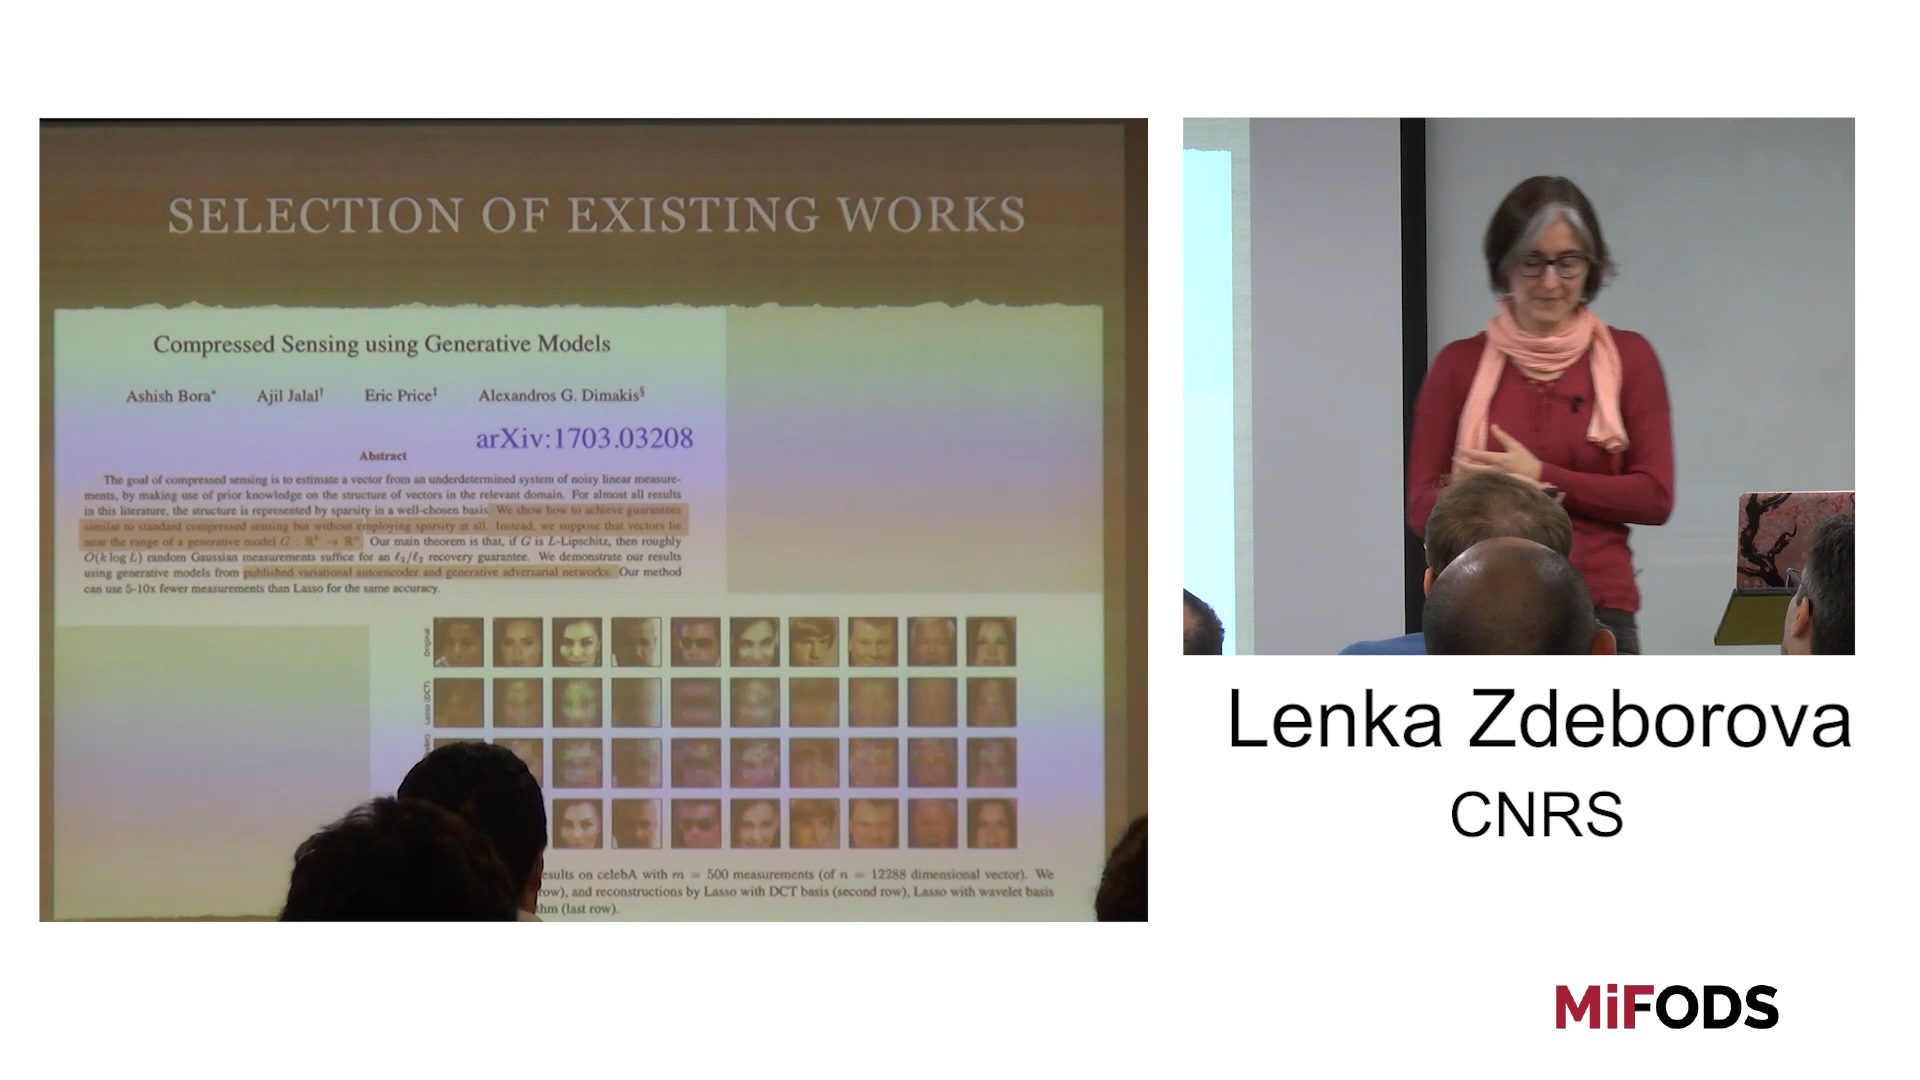 SELECTION OF EXISTING WORKS
Compressed Sensing using Generative Models
Ashish Bora* Ajil Jalal† Eric Price‡ Alexandros G. Dimakis§
arXiv:1703.03208
Abstract
The goal of compressed sensing is to estimate a vector from an underdetermined system of noisy linear measure-
ments, by making use of prior knowledge on the structure of vectors in the relevant domain. For almost all results
in this literature, the structure is represented by sparsity in a well-chosen basis. We show how to achieve guarantees
similar to standard compressed sensing but without employing sparsity at all. Instead, we suppose that vectors lie
near the range of a generative model G : ℝᵏ → ℝⁿ. Our main theorem is that, if G is L-Lipschitz, then roughly
O(k log L) random Gaussian measurements suffice for an ℓ₂/ℓ₂ recovery guarantee. We demonstrate our results
using generative models from published variational autoencoder and generative adversarial networks. Our method
can use 5-10x fewer measurements than Lasso for the same accuracy.
Original
Lasso (DCT)
esults on celebA with m = 500 measurements (of n = 12288 dimensional vector). We
row), and reconstructions by Lasso with DCT basis (second row), Lasso with wavelet basis
thm (last row).
Lenka Zdeborova
CNRS
MiFODS